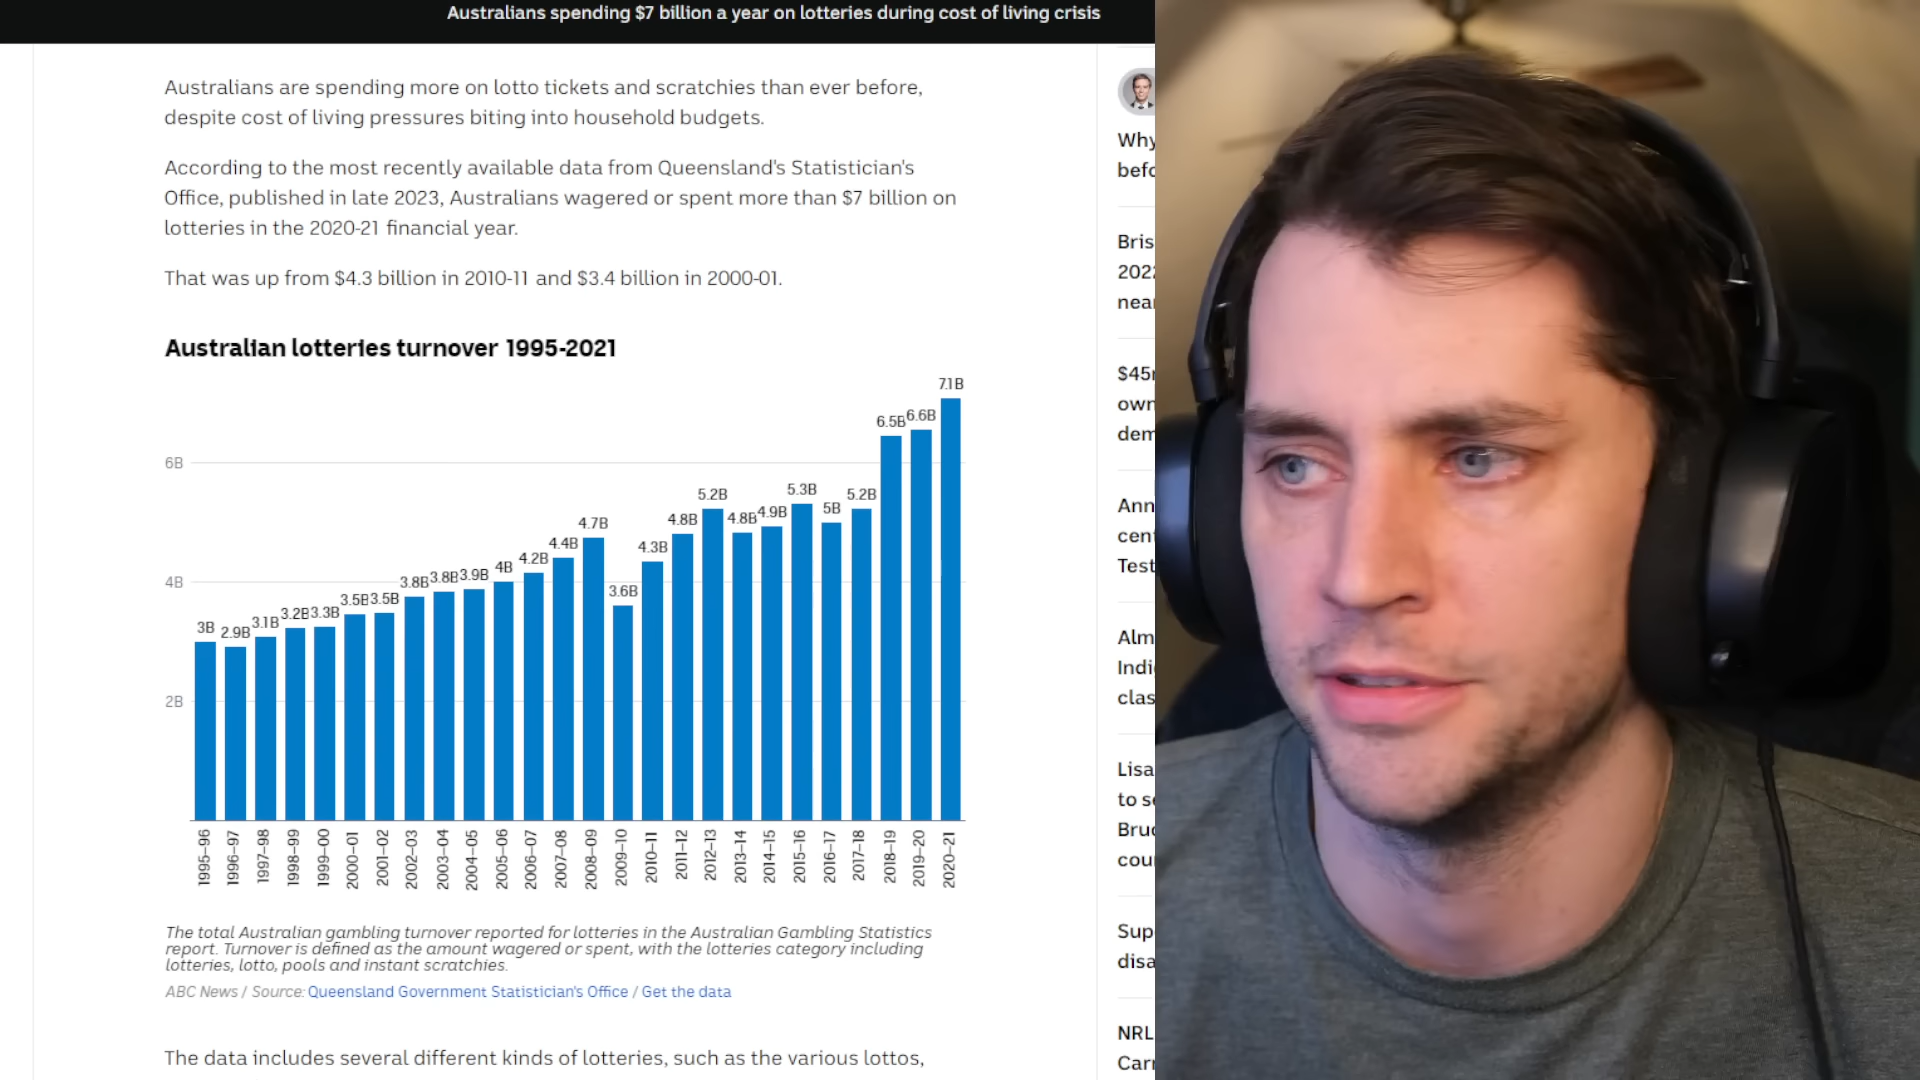 Australians spending $7 billion a year on lotteries during cost of living crisis
Australians are spending more on lotto tickets and scratchies than ever before,
despite cost of living pressures biting into household budgets.
According to the most recently available data from Queensland's Statistician's
Office, published in late 2023, Australians wagered or spent more than $7 billion on
lotteries in the 2020-21 financial year.
That was up from $4.3 billion in 2010-11 and $3.4 billion in 2000-01.
Australian lotteries turnover 1995-2021
7.1B
6.5B 6.6B
6B
5.2B 5.3B 5.2B
4.8B 4.8B 4.9B 5B
4.7B
4.4B
4.3B
4.2B
4B
4B
3.8B 3.8B 3.9B
3.6B
3.5B 3.5B
3.2B 3.3B
3.1B
3B 2.9B
2B
1995–96 1996–97 1997–98 1998–99 1999–00 2000–01 2001–02 2002–03 2003–04 2004–05 2005–06 2006–07 2007–08 2008–09 2009–10 2010–11 2011–12 2012–13 2013–14 2014–15 2015–16 2016–17 2017–18 2018–19 2019–20 2020–21
The total Australian gambling turnover reported for lotteries in the Australian Gambling Statistics
report. Turnover is defined as the amount wagered or spent, with the lotteries category including
lotteries, lotto, pools and instant scratchies.
ABC News / Source: Queensland Government Statistician's Office / Get the data
The data includes several different kinds of lotteries, such as the various lottos,
Why
befo
Bris
202
nea
$45
own
dem
Ann
cent
Test
Alm
Indi
clas
Lisa
to s
Bru
cou
Sup
disa
NRL
Carr